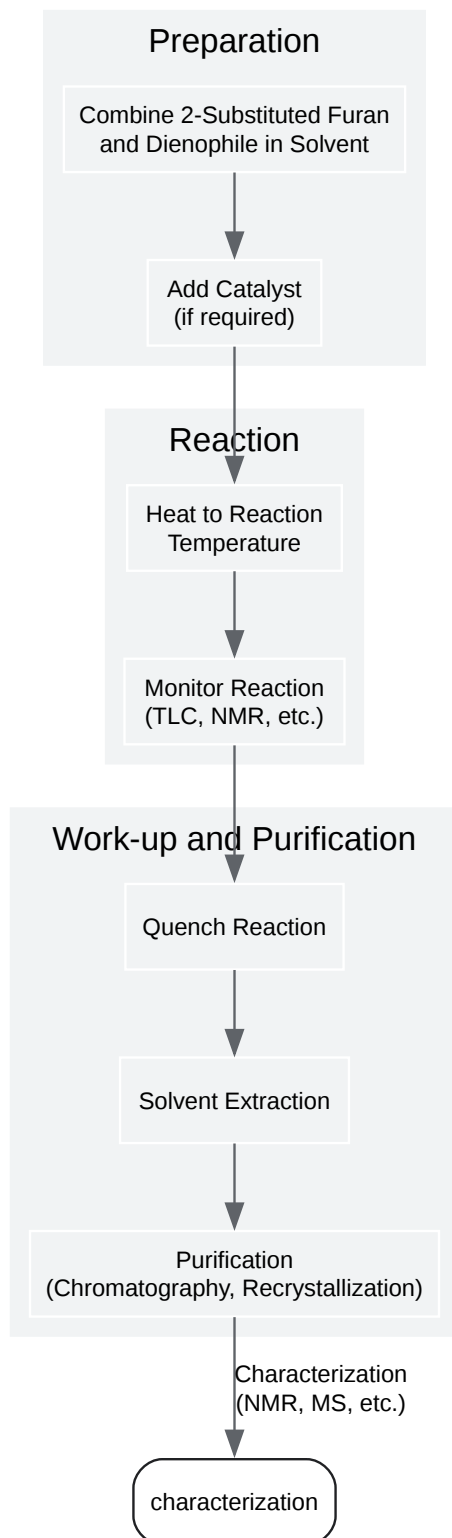 Preparation
Combine 2-Substituted Furan
and Dienophile in Solvent
Add Catalyst
(if required)
Reaction
Heat to Reaction
Temperature
Monitor Reaction
(TLC, NMR, etc.)
Work-up and Purification
Quench Reaction
Solvent Extraction
Purification
(Chromatography, Recrystallization)
Characterization
(NMR, MS, etc.)
characterization